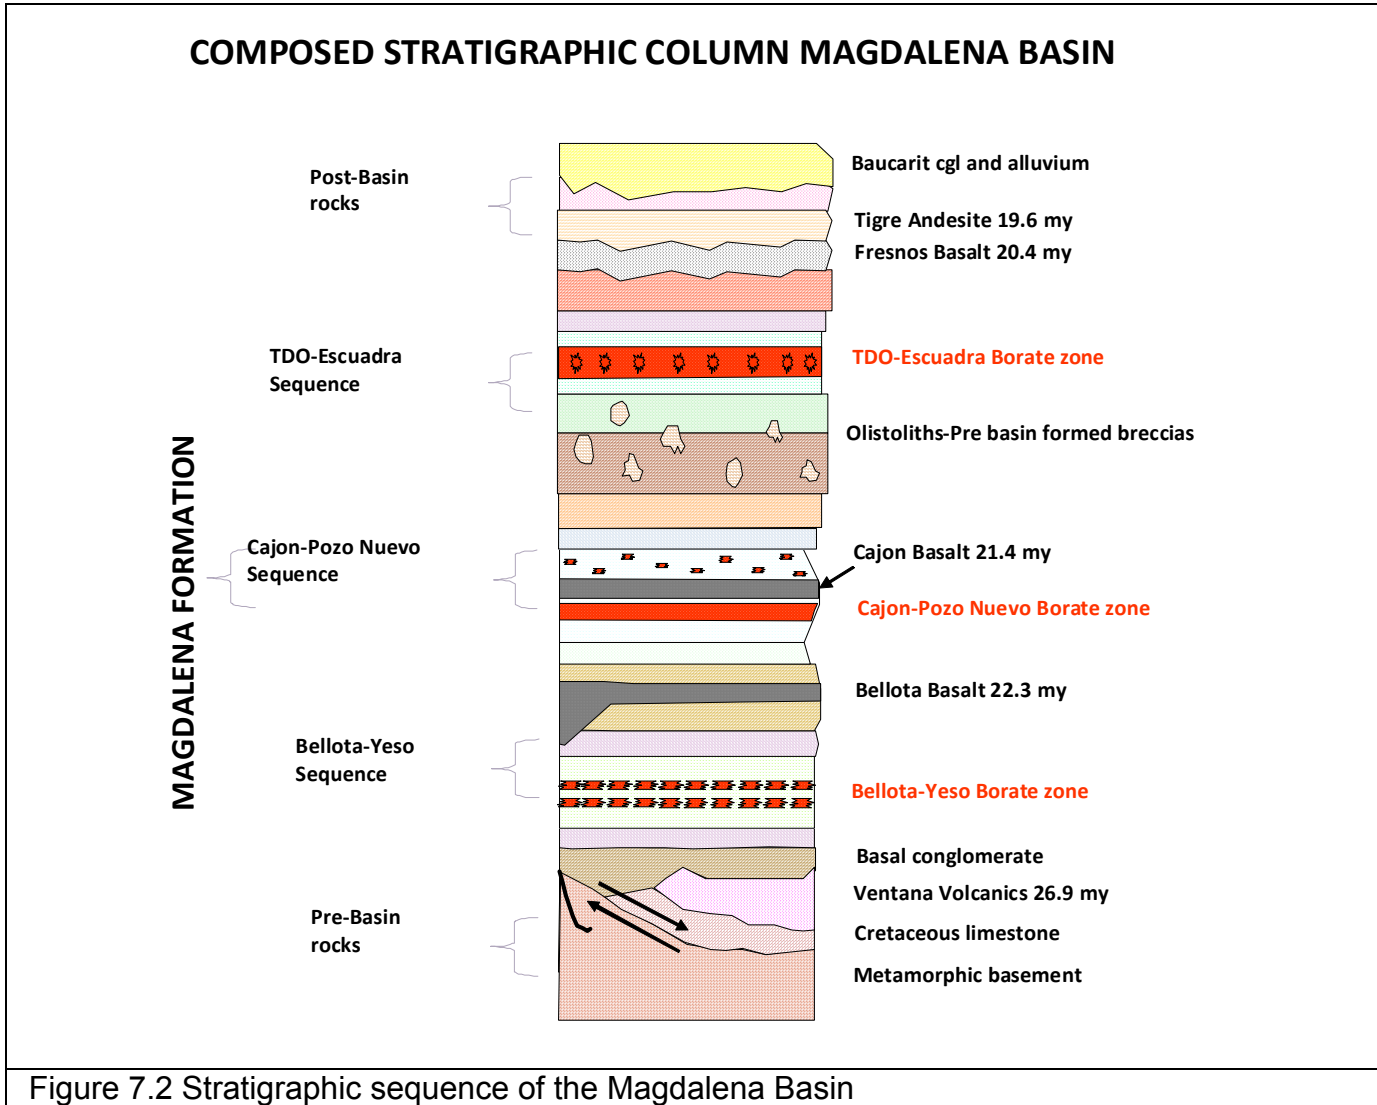 COMPOSED STRATIGRAPHIC COLUMN MAGDALENA BASIN
Post-Basin
rocks
Baucarit cgl and alluvium
Tigre Andesite 19.6 my
Fresnos Basalt 20.4 my
TDO-Escuadra
Sequence
TDO-Escuadra Borate zone
Olistoliths-Pre basin formed breccias
MAGDALENA FORMATION
Cajon-Pozo Nuevo
Sequence
Cajon Basalt 21.4 my
Cajon-Pozo Nuevo Borate zone
Bellota Basalt 22.3 my
Bellota-Yeso
Sequence
Bellota-Yeso Borate zone
Basal conglomerate
Ventana Volcanics 26.9 my
Pre-Basin
rocks
Cretaceous limestone
Metamorphic basement
Figure 7.2 Stratigraphic sequence of the Magdalena Basin